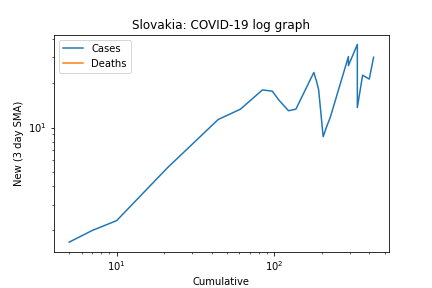 Slovakia: COVID-19 log graph
Cases
Deaths
New (3 day SMA)
10¹
10¹
10²
Cumulative